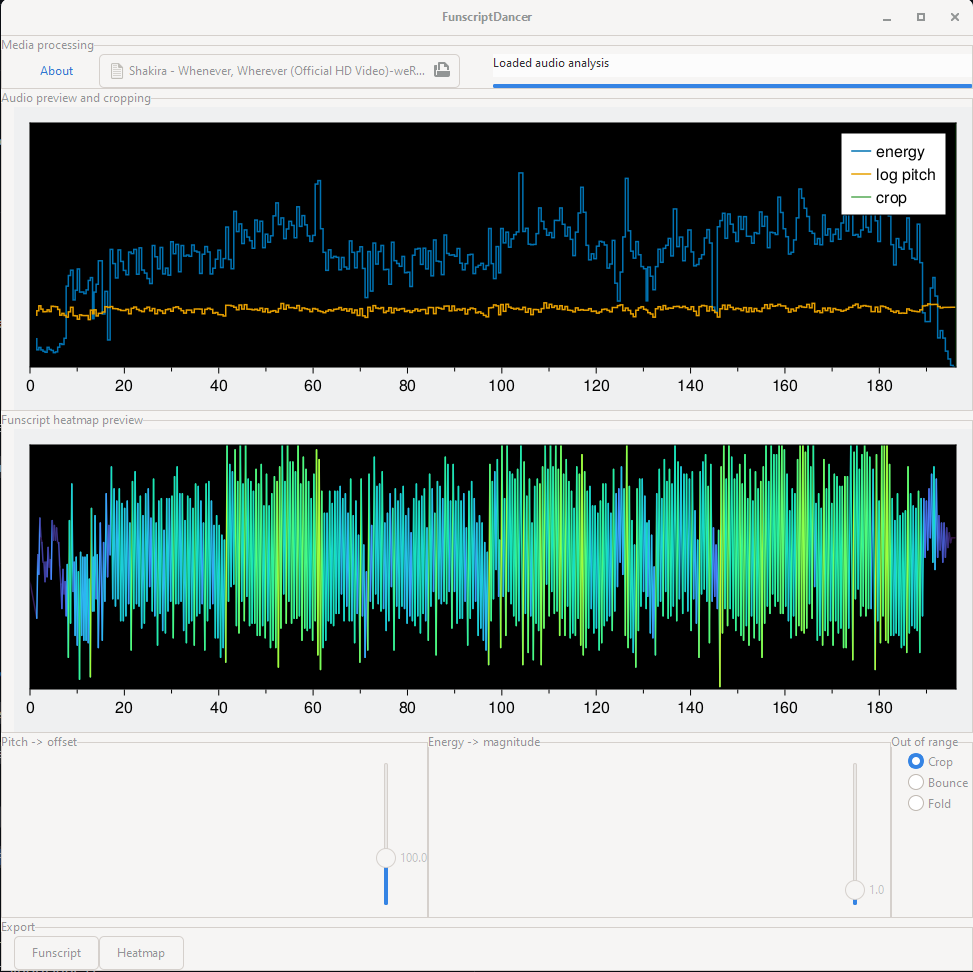 FunscriptDancer
Media processing
About
Shakira - Whenever, Wherever (Official HD Video)-weR...
Loaded audio analysis
Audio preview and cropping
energy
log pitch
crop
0 20 40 60 80 100 120 140 160 180
Funscript heatmap preview
0 20 40 60 80 100 120 140 160 180
Pitch -> offset
Energy -> magnitude
Out of range
Crop
Bounce
Fold
100.0
1.0
Export
Funscript
Heatmap